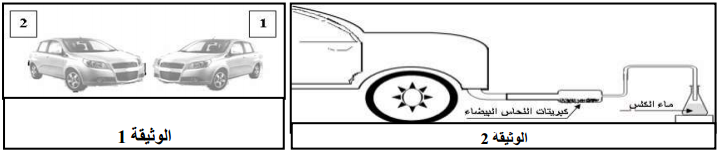 2
1
الوثيقة 1
كبريتات النحاس البيضاء
ماء الكلس
الوثيقة 2